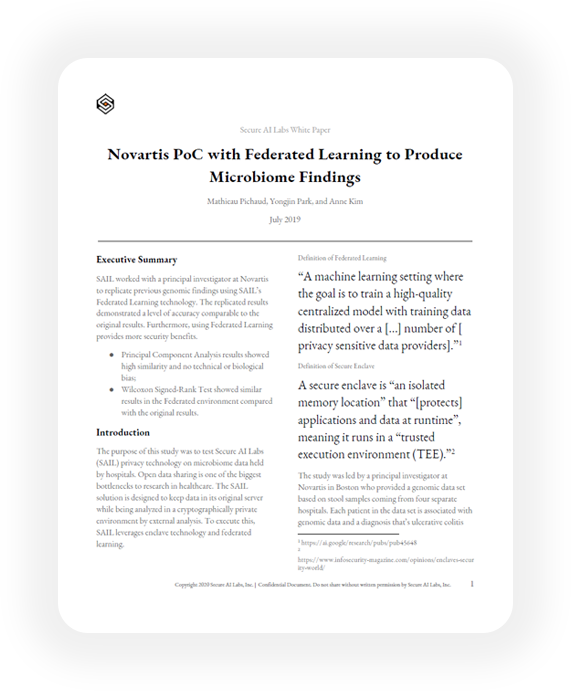 Secure AI Labs White Paper
Novartis PoC with Federated Learning to Produce
Microbiome Findings
Mathieau Pichaud, Yongjin Park, and Anne Kim
July 2019
Executive Summary
SAIL worked with a principal investigator at Novartis
to replicate previous genomic findings using SAIL's
Federated Learning technology. The replicated results
demonstrated a level of accuracy comparable to the
original results. Furthermore, using Federated Learning
provides more security benefits.
● Principal Component Analysis results showed
high similarity and no technical or biological
bias;
● Wilcoxon Signed-Rank Test showed similar
results in the Federated environment compared
with the original results.
Introduction
The purpose of this study was to test Secure AI Labs
(SAIL) privacy technology on microbiome data held
by hospitals. Open data sharing is one of the biggest
bottlenecks to research in healthcare. The SAIL
solution is designed to keep data in its original server
while being analyzed in a cryptographically private
environment by external analysis. To execute this,
SAIL leverages enclave technology and federated
learning.
Definition of Federated Learning
“A machine learning setting where
the goal is to train a high-quality
centralized model with training data
distributed over a [...] number of [
privacy sensitive data providers].”¹
Definition of Secure Enclave
A secure enclave is “an isolated
memory location” that “[protects]
applications and data at runtime”,
meaning it runs in a “trusted
execution environment (TEE).”²
The study was led by a principal investigator at
Novartis in Boston who provided a genomic data set
based on stool samples coming from four separate
hospitals. Each patient in the data set is associated with
genomic data and a diagnosis that's ulcerative colitis
¹ https://ai.google/research/pubs/pub45648
²
https://www.infosecurity-magazine.com/opinions/enclaves-secur
ity-world/
Copyright 2019 Secure AI Labs, Inc. | Confidential Document. Do not share without written permission by Secure AI Labs, Inc. 1